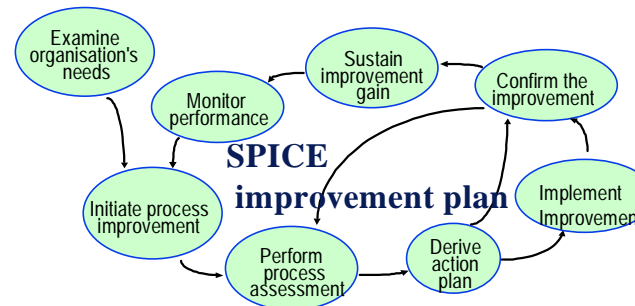 Examine
organisation's
needs
Sustain
improvement
gain
Confirm the
improvement
Monitor
performance
SPICE
improvement plan
Implement
Improvemen
Initiate process
improvement
Derive
action
plan
Perform
process
assessment